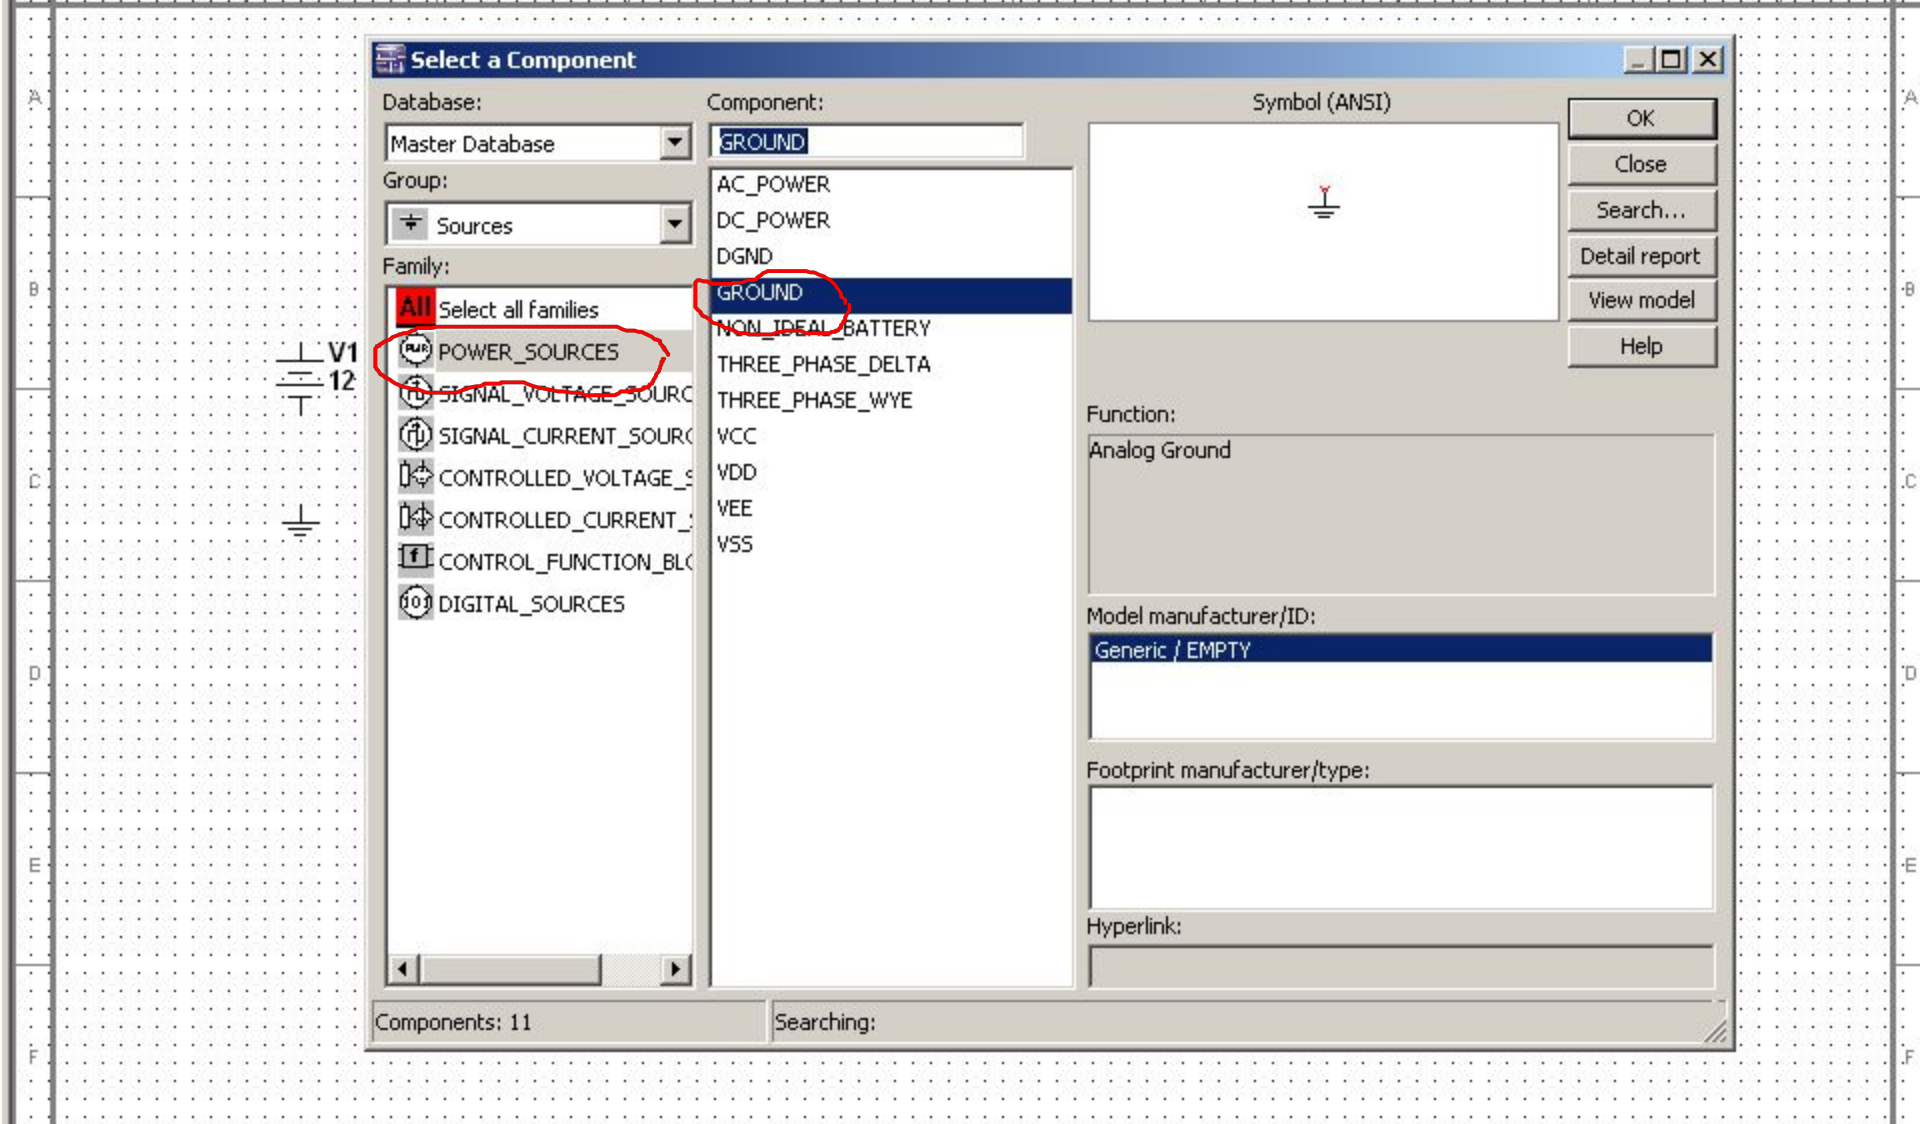 Select a Component
Database:
Master Database
Group:
Sources
Family:
All Select all families
POWER_SOURCES
SIGNAL_VOLTAGE_SOURC
SIGNAL_CURRENT_SOURC
CONTROLLED_VOLTAGE_S
CONTROLLED_CURRENT_
CONTROL_FUNCTION_BLC
DIGITAL_SOURCES
Component:
GROUND
AC_POWER
DC_POWER
DGND
GROUND
NON_IDEAL_BATTERY
THREE_PHASE_DELTA
THREE_PHASE_WYE
VCC
VDD
VEE
VSS
Symbol (ANSI)
OK
Close
Search...
Detail report
View model
Help
Function:
Analog Ground
Model manufacturer/ID:
Generic / EMPTY
Footprint manufacturer/type:
Hyperlink:
Components: 11
Searching:
V1
12
A
B
C
D
E
F
A
B
C
D
E
F